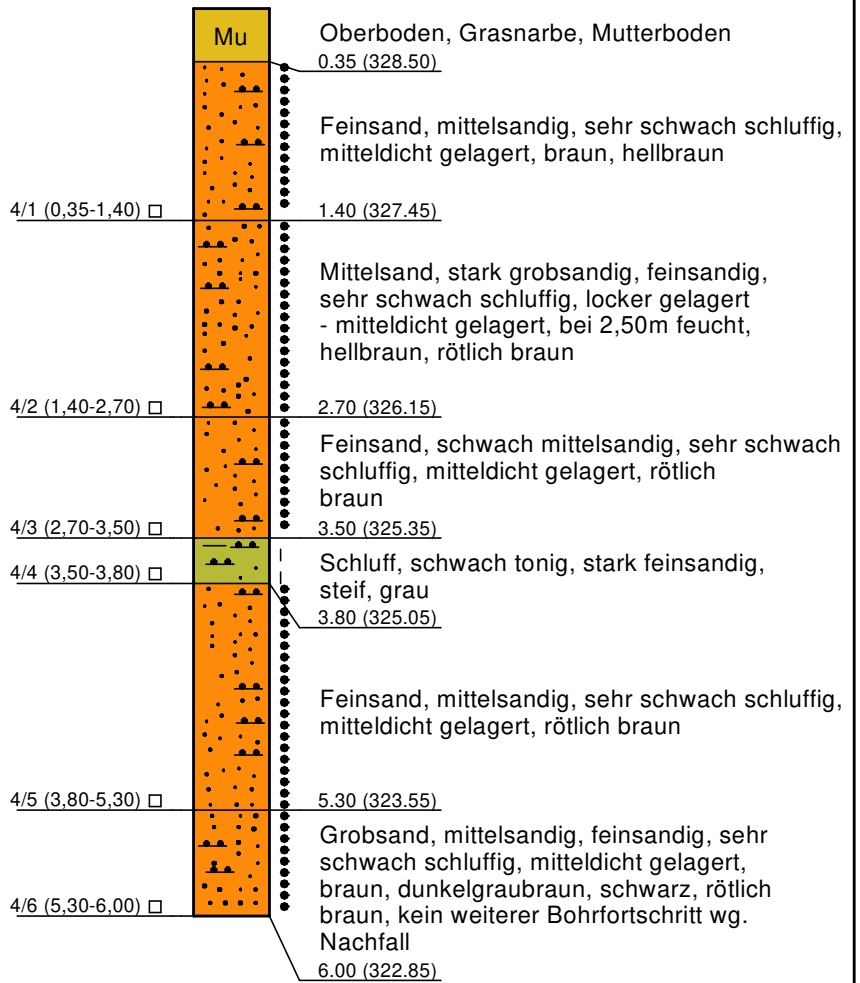 Mu
Oberboden, Grasnarbe, Mutterboden
0.35 (328.50)
Feinsand, mittelsandig, sehr schwach schluffig,
mitteldicht gelagert, braun, hellbraun
4/1 (0,35-1,40)
1.40 (327.45)
Mittelsand, stark grobsandig, feinsandig,
sehr schwach schluffig, locker gelagert
- mitteldicht gelagert, bei 2,50m feucht,
hellbraun, rötlich braun
4/2 (1,40-2,70)
2.70 (326.15)
Feinsand, schwach mittelsandig, sehr schwach
schluffig, mitteldicht gelagert, rötlich
braun
4/3 (2,70-3,50)
3.50 (325.35)
Schluff, schwach tonig, stark feinsandig,
steif, grau
4/4 (3,50-3,80)
3.80 (325.05)
Feinsand, mittelsandig, sehr schwach schluffig,
mitteldicht gelagert, rötlich braun
4/5 (3,80-5,30)
5.30 (323.55)
Grobsand, mittelsandig, feinsandig, sehr
schwach schluffig, mitteldicht gelagert,
braun, dunkelgraubraun, schwarz, rötlich
braun, kein weiterer Bohrfortschritt wg.
Nachfall
4/6 (5,30-6,00)
6.00 (322.85)